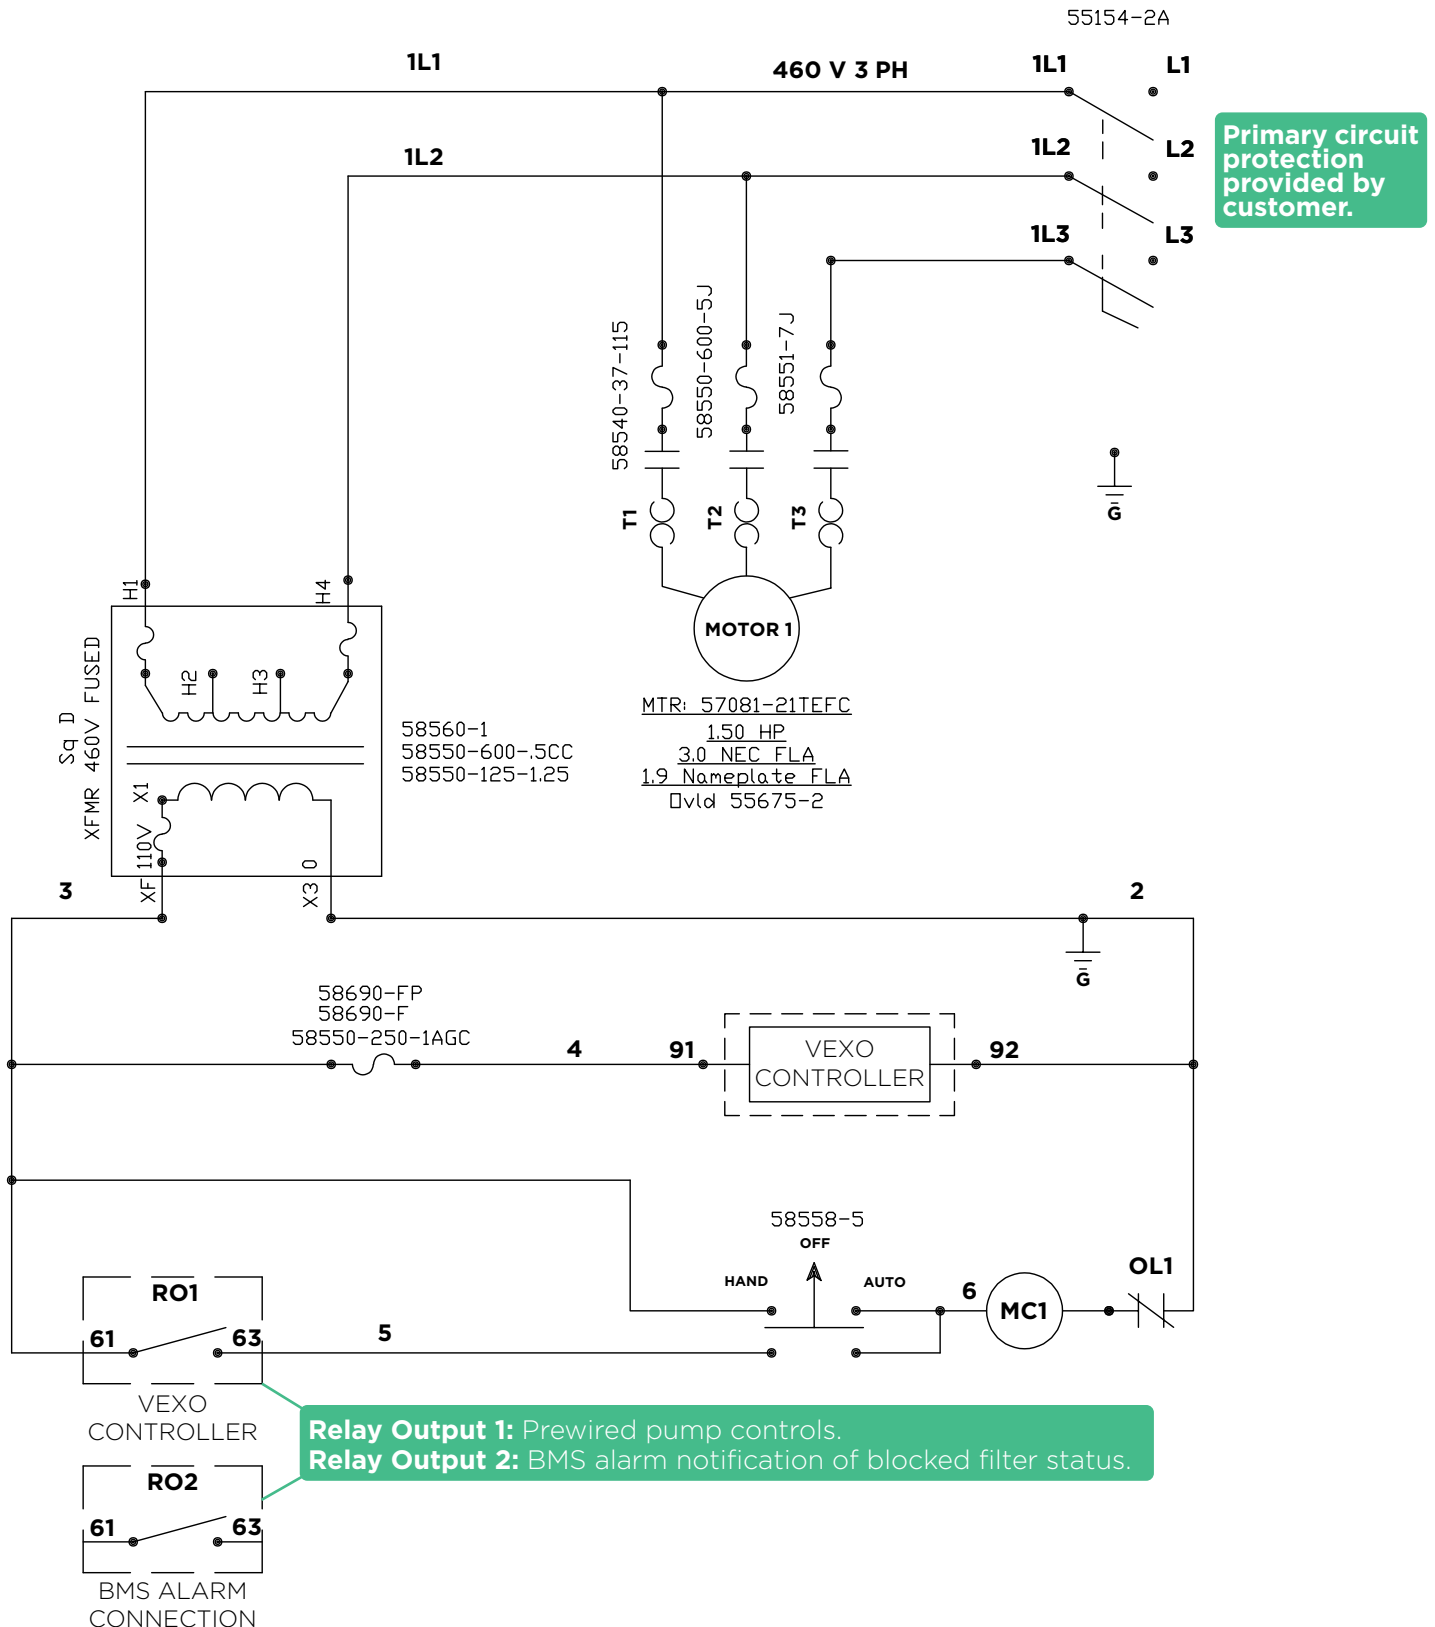 55154-2A
1L1
460 V 3 PH
1L1
L1
Primary circuit
protection
provided by
customer.
1L2
1L2
L2
1L3
L3
58540-37-115
58550-600-5J
58551-7J
G
T1
T2
T3
MOTOR 1
H1
H4
H2
H3
Sq D
XFMR 460V FUSED
58560-1
58550-600-.5CC
58550-125-1.25
MTR: 57081-21TEFC
1.50 HP
3.0 NEC FLA
1.9 Nameplate FLA
Ovld 55675-2
X1
XF 110V
X3 0
3
2
G
58690-FP
58690-F
58550-250-1AGC
4
91
VEXO
CONTROLLER
92
58558-5
OFF
HAND
AUTO
6
MC1
OL1
RO1
61
63
5
VEXO
CONTROLLER
Relay Output 1: Prewired pump controls.
Relay Output 2: BMS alarm notification of blocked filter status.
RO2
61
63
BMS ALARM
CONNECTION